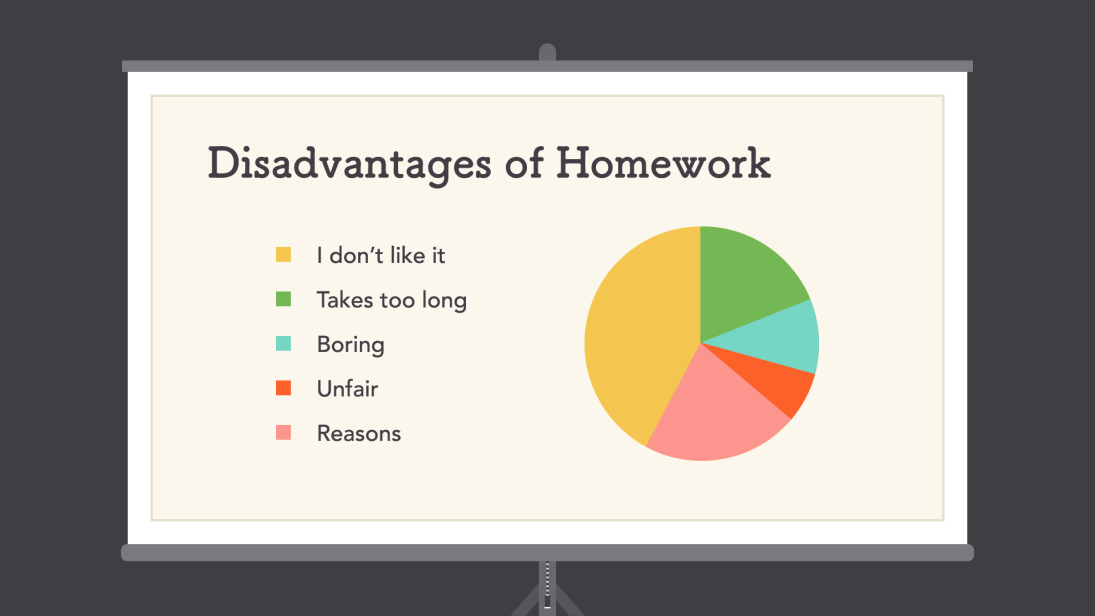 Disadvantages of Homework
I don’t like it
Takes too long
Boring
Unfair
Reasons